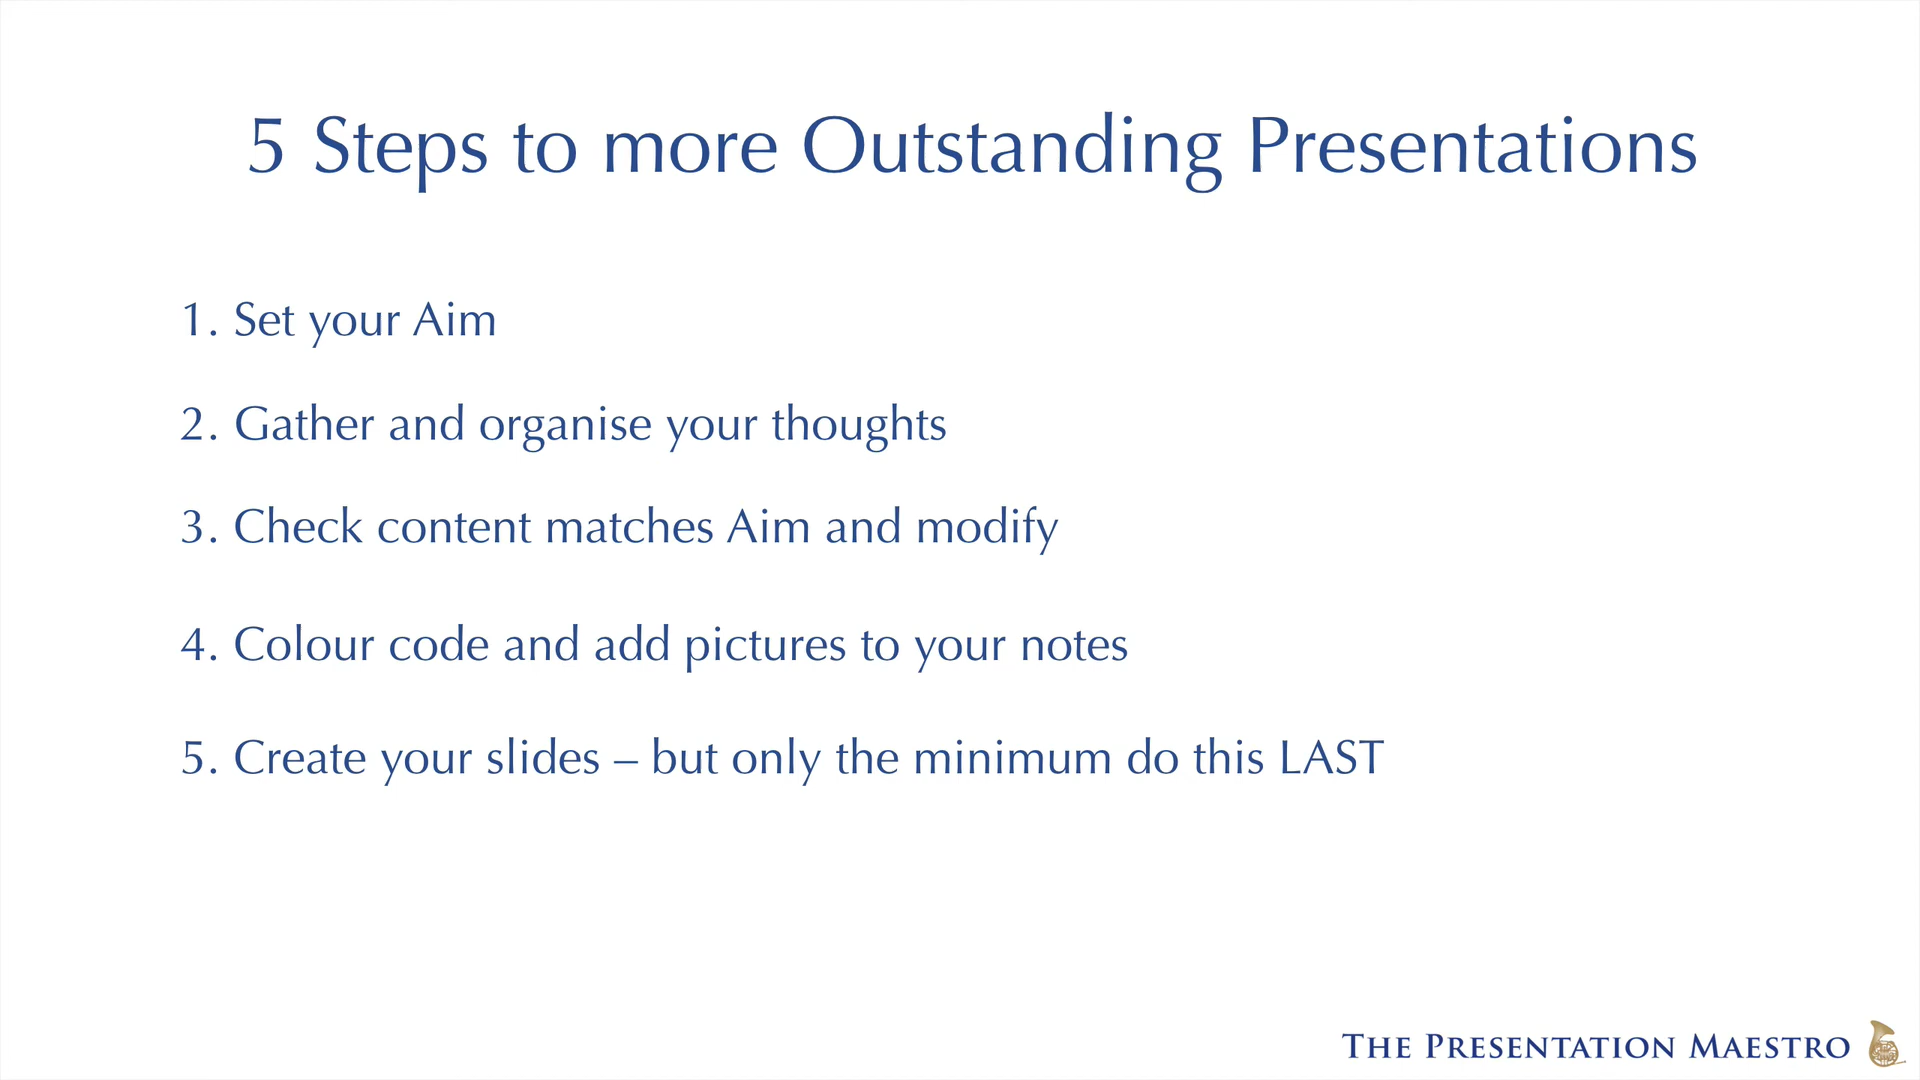 5 Steps to more Outstanding Presentations
1. Set your Aim
2. Gather and organise your thoughts
3. Check content matches Aim and modify
4. Colour code and add pictures to your notes
5. Create your slides – but only the minimum do this LAST
The Presentation Maestro